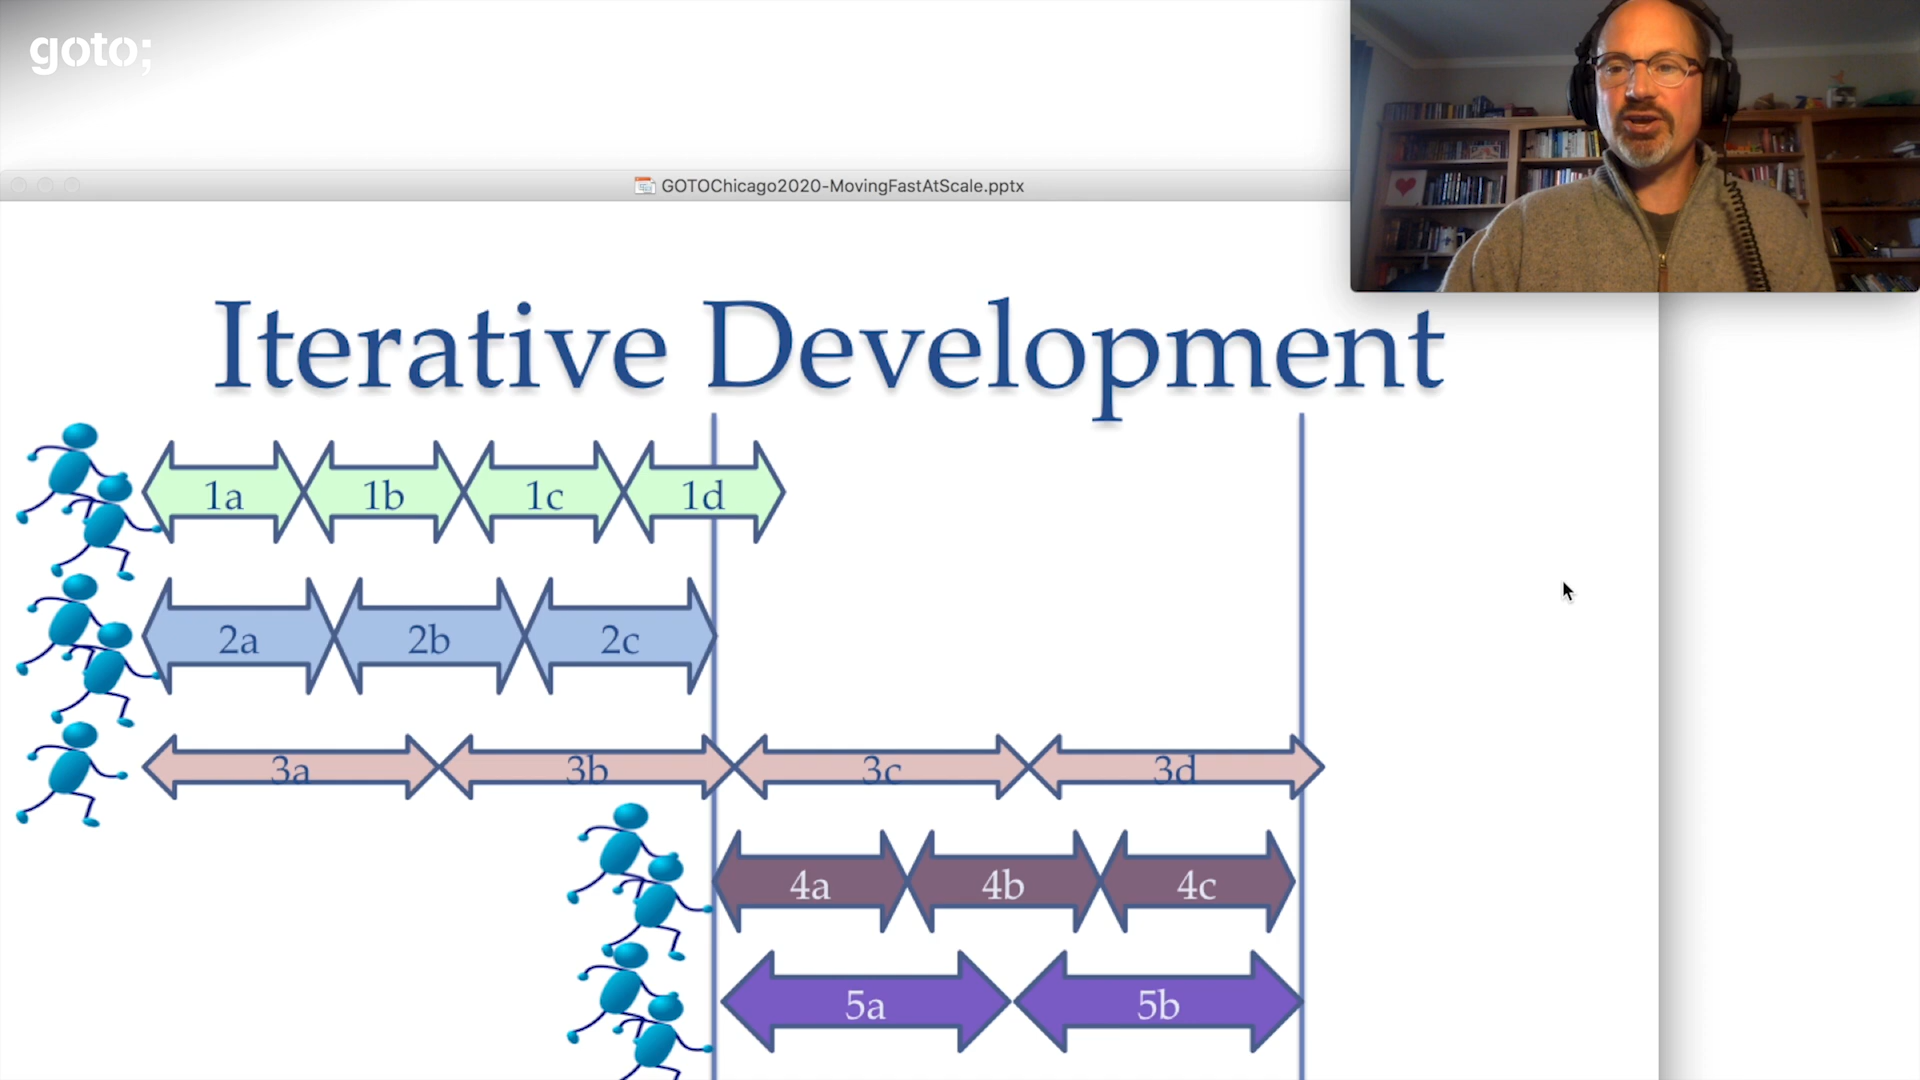 goto;
GOTOChicago2020-MovingFastAtScale.pptx
Iterative Development
1a 1b 1c 1d
2a 2b 2c
3a 3b 3c 3d
4a 4b 4c
5a 5b